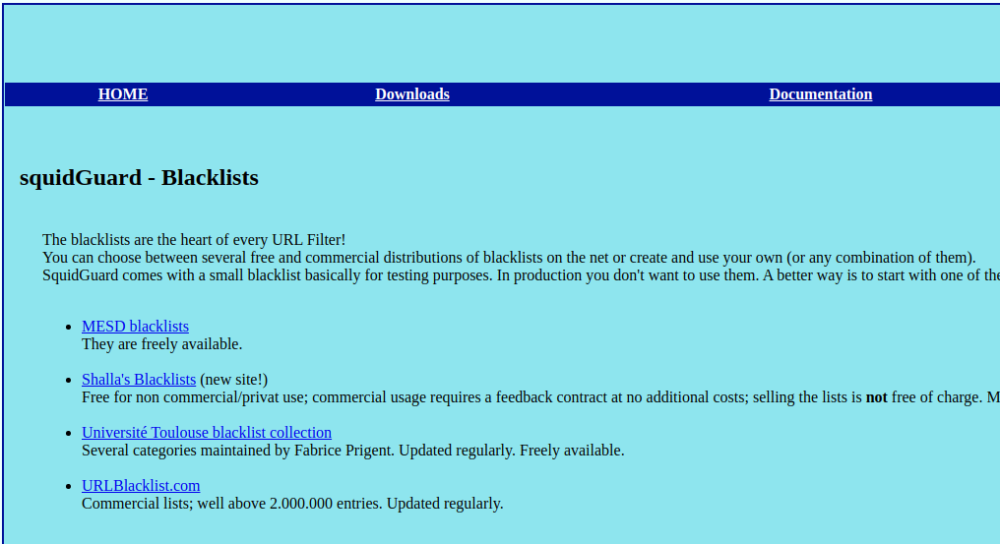 HOME Downloads Documentation
squidGuard - Blacklists
The blacklists are the heart of every URL Filter!
You can choose between several free and commercial distributions of blacklists on the net or create and use your own (or any combination of them).
SquidGuard comes with a small blacklist basically for testing purposes. In production you don't want to use them. A better way is to start with one of the
MESD blacklists
They are freely available.
Shalla's Blacklists (new site!)
Free for non commercial/privat use; commercial usage requires a feedback contract at no additional costs; selling the lists is not free of charge. M
Université Toulouse blacklist collection
Several categories maintained by Fabrice Prigent. Updated regularly. Freely available.
URLBlacklist.com
Commercial lists; well above 2.000.000 entries. Updated regularly.